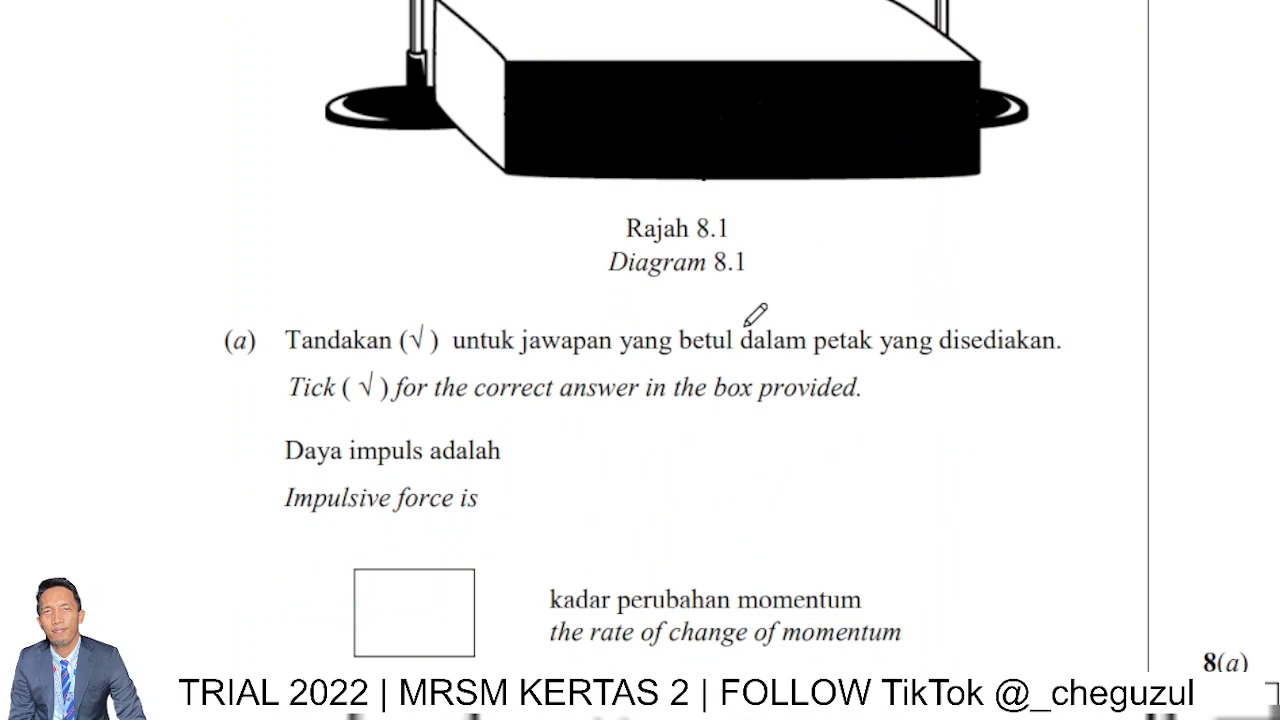 Rajah 8.1
Diagram 8.1
(a) Tandakan (√ ) untuk jawapan yang betul dalam petak yang disediakan.
Tick ( √ ) for the correct answer in the box provided.
Daya impuls adalah
Impulsive force is
kadar perubahan momentum
the rate of change of momentum
8(a)
TRIAL 2022 | MRSM KERTAS 2 | FOLLOW TikTok @_cheguzul